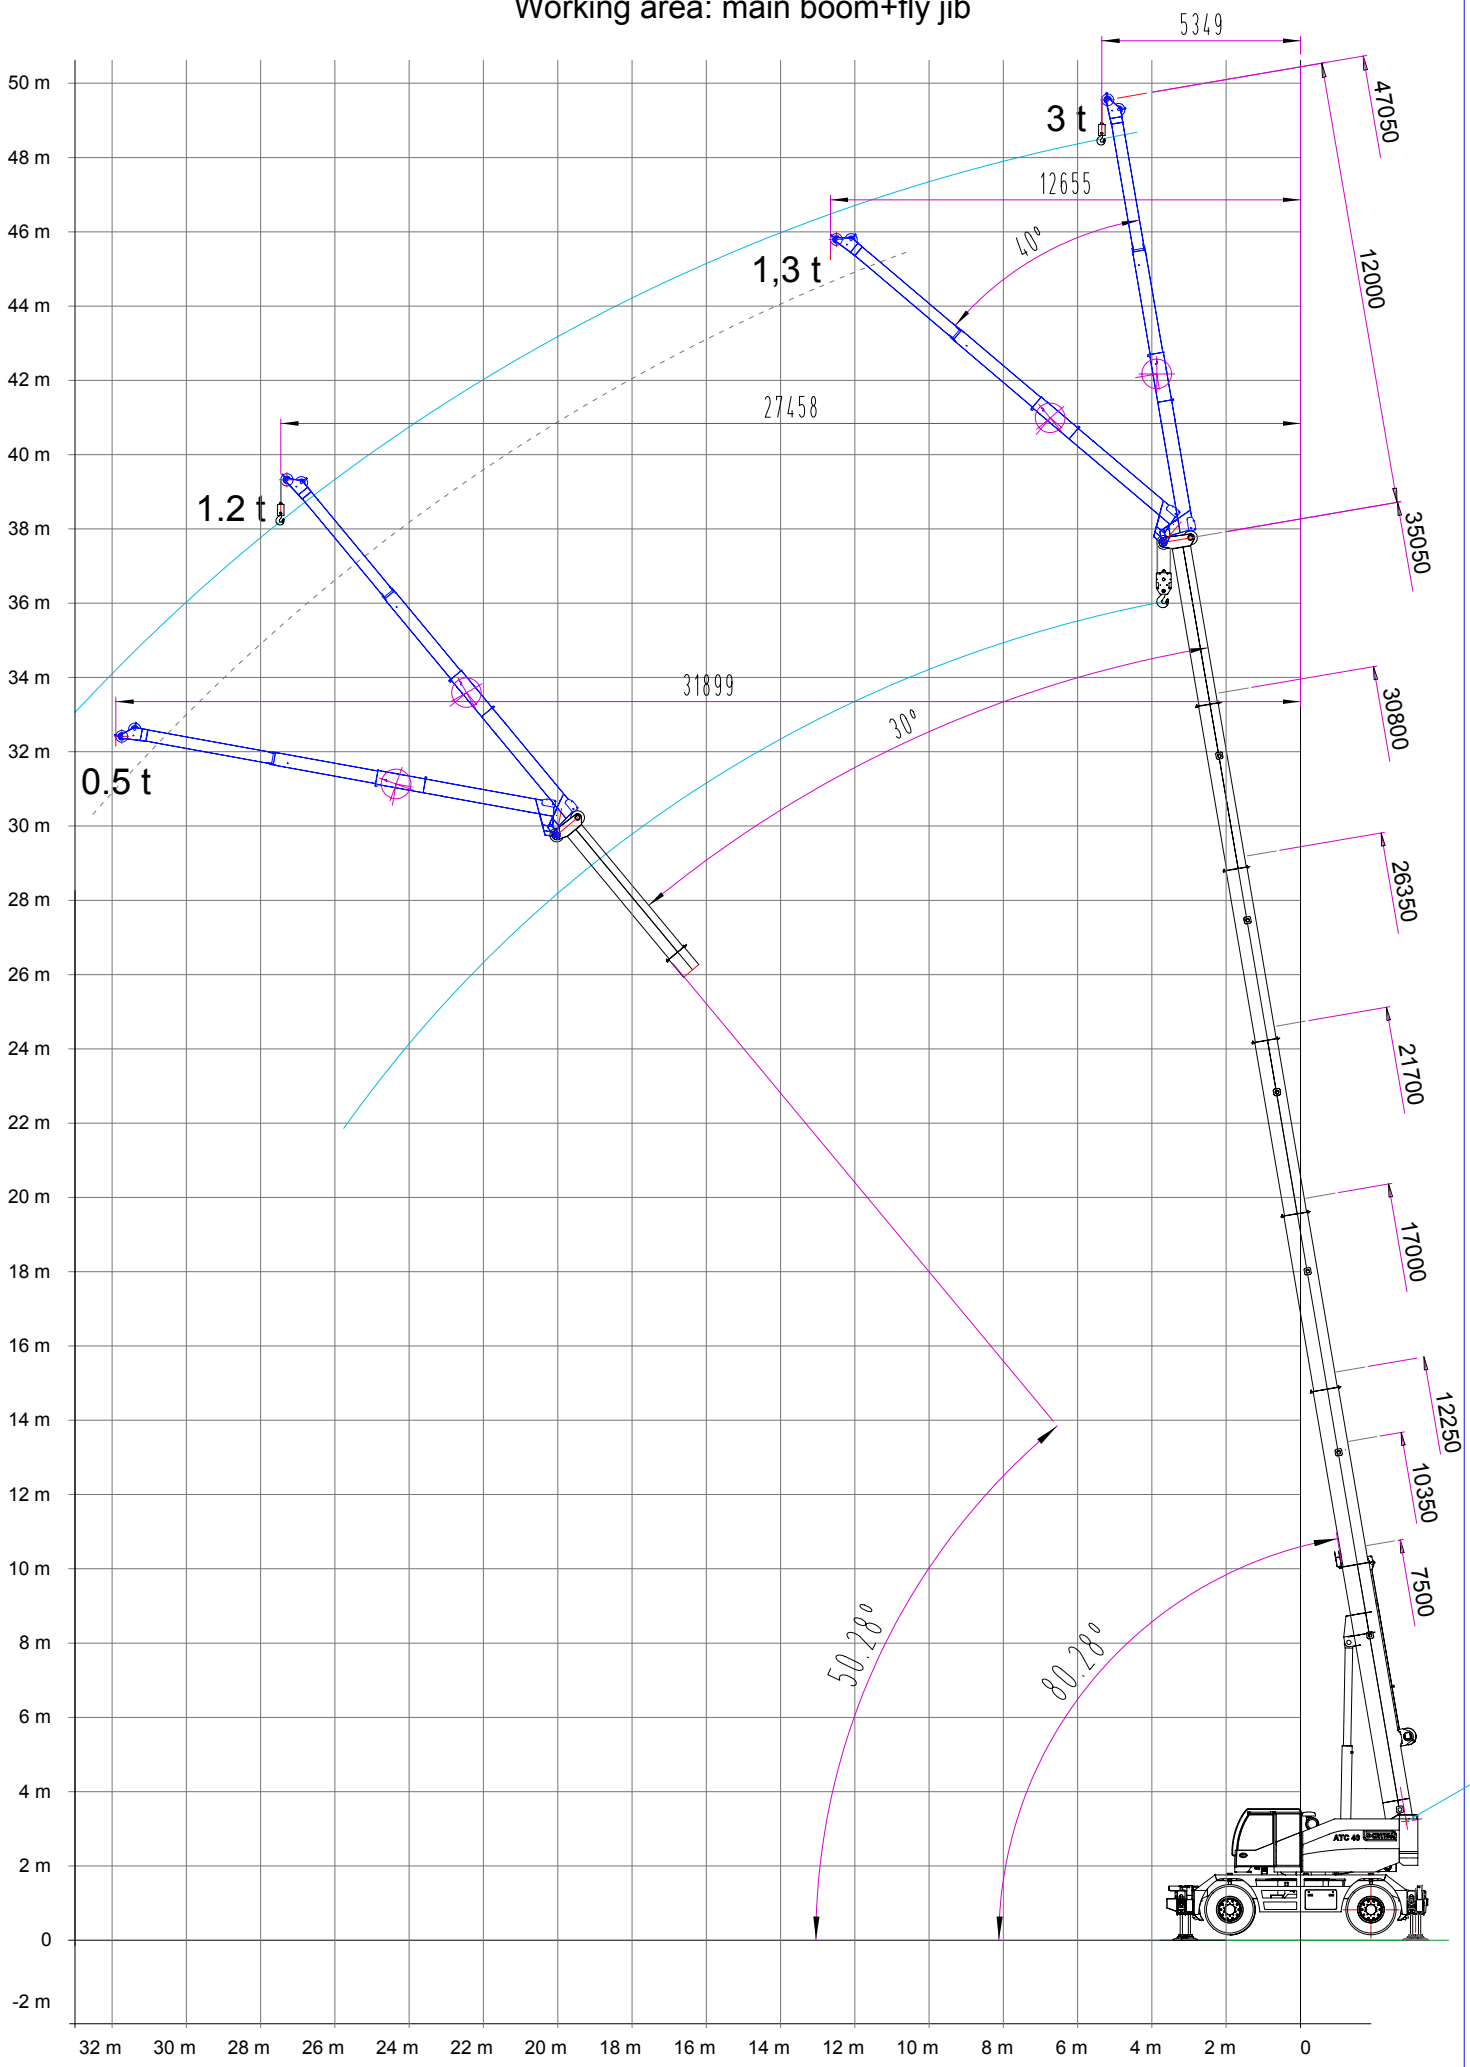 Working area: main boom+fly jib
5349
50 m
47050
3 t
48 m
12655
46 m
40°
1,3 t
12000
44 m
42 m
27458
40 m
1.2 t
38 m
35050
36 m
34 m
31899
30°
30800
32 m
0.5 t
30 m
26350
28 m
26 m
21700
24 m
22 m
20 m
17000
18 m
16 m
12250
14 m
10350
12 m
10 m
7500
50.28°
80.28°
8 m
6 m
4 m
ATC 40
2 m
0
-2 m
32 m 30 m 28 m 26 m 24 m 22 m 20 m 18 m 16 m 14 m 12 m 10 m 8 m 6 m 4 m 2 m 0